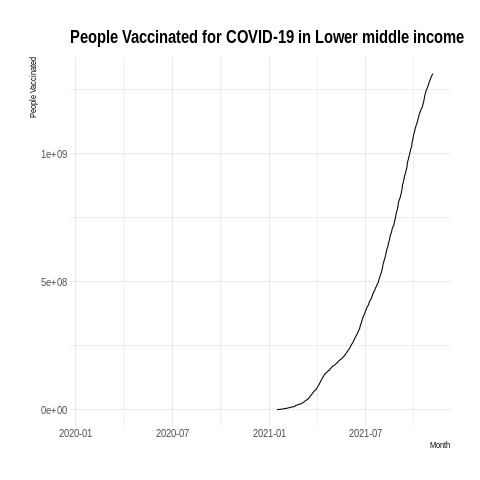 People Vaccinated for COVID-19 in Lower middle income
People Vaccinated
1e+09
5e+08
0e+00
2020-01 2020-07 2021-01 2021-07
Month